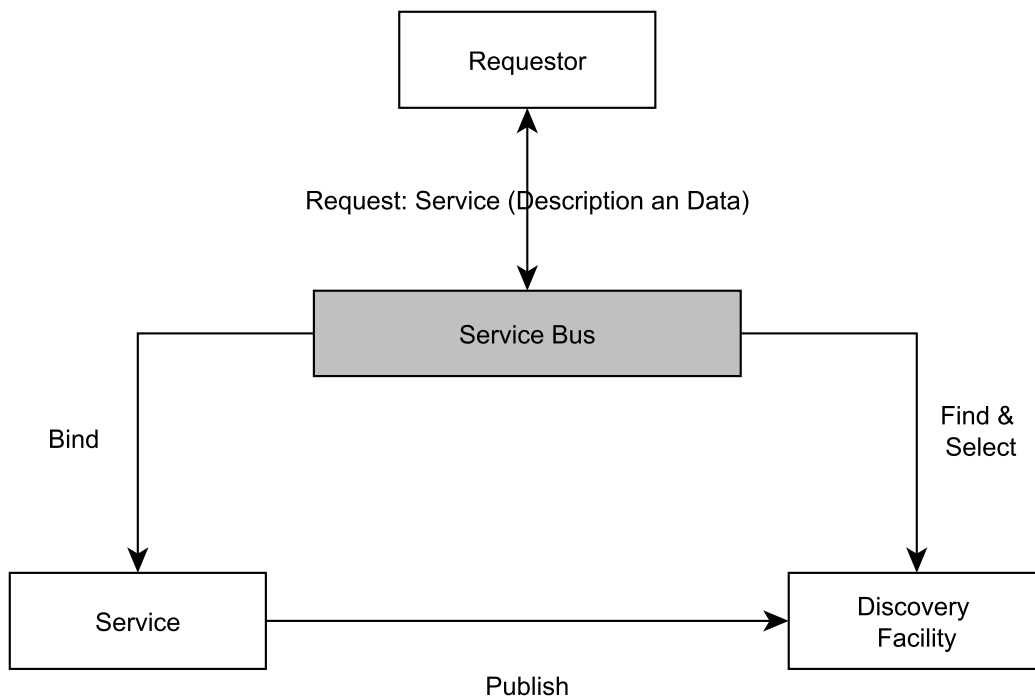 Requestor
Request: Service (Description an Data)
Service Bus
Bind
Find &
Select
Service
Discovery
Facility
Publish